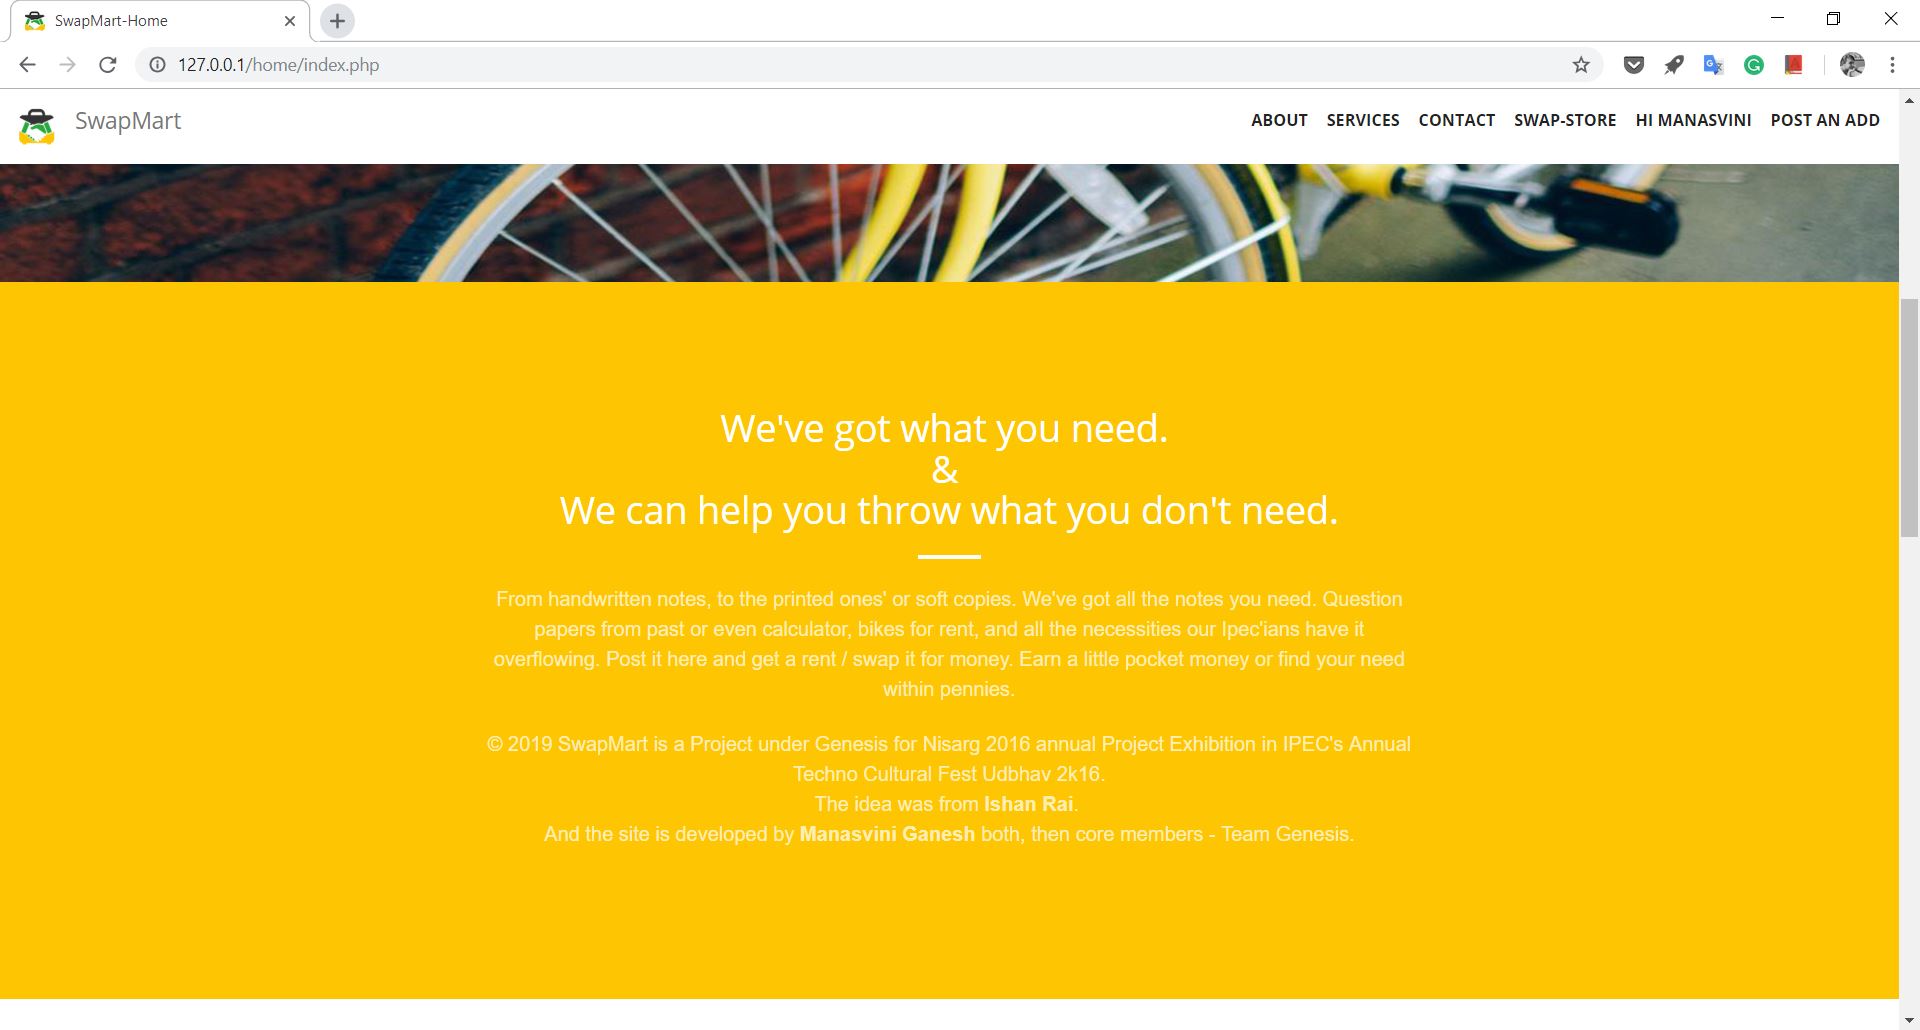 SwapMart-Home
127.0.0.1/home/index.php
SwapMart
ABOUT SERVICES CONTACT SWAP-STORE HI MANASVINI POST AN ADD
We've got what you need.
&
We can help you throw what you don't need.
From handwritten notes, to the printed ones' or soft copies. We've got all the notes you need. Question
papers from past or even calculator, bikes for rent, and all the necessities our Ipec'ians have it
overflowing. Post it here and get a rent / swap it for money. Earn a little pocket money or find your need
within pennies.
© 2019 SwapMart is a Project under Genesis for Nisarg 2016 annual Project Exhibition in IPEC's Annual
Techno Cultural Fest Udbhav 2k16.
The idea was from Ishan Rai.
And the site is developed by Manasvini Ganesh both, then core members - Team Genesis.